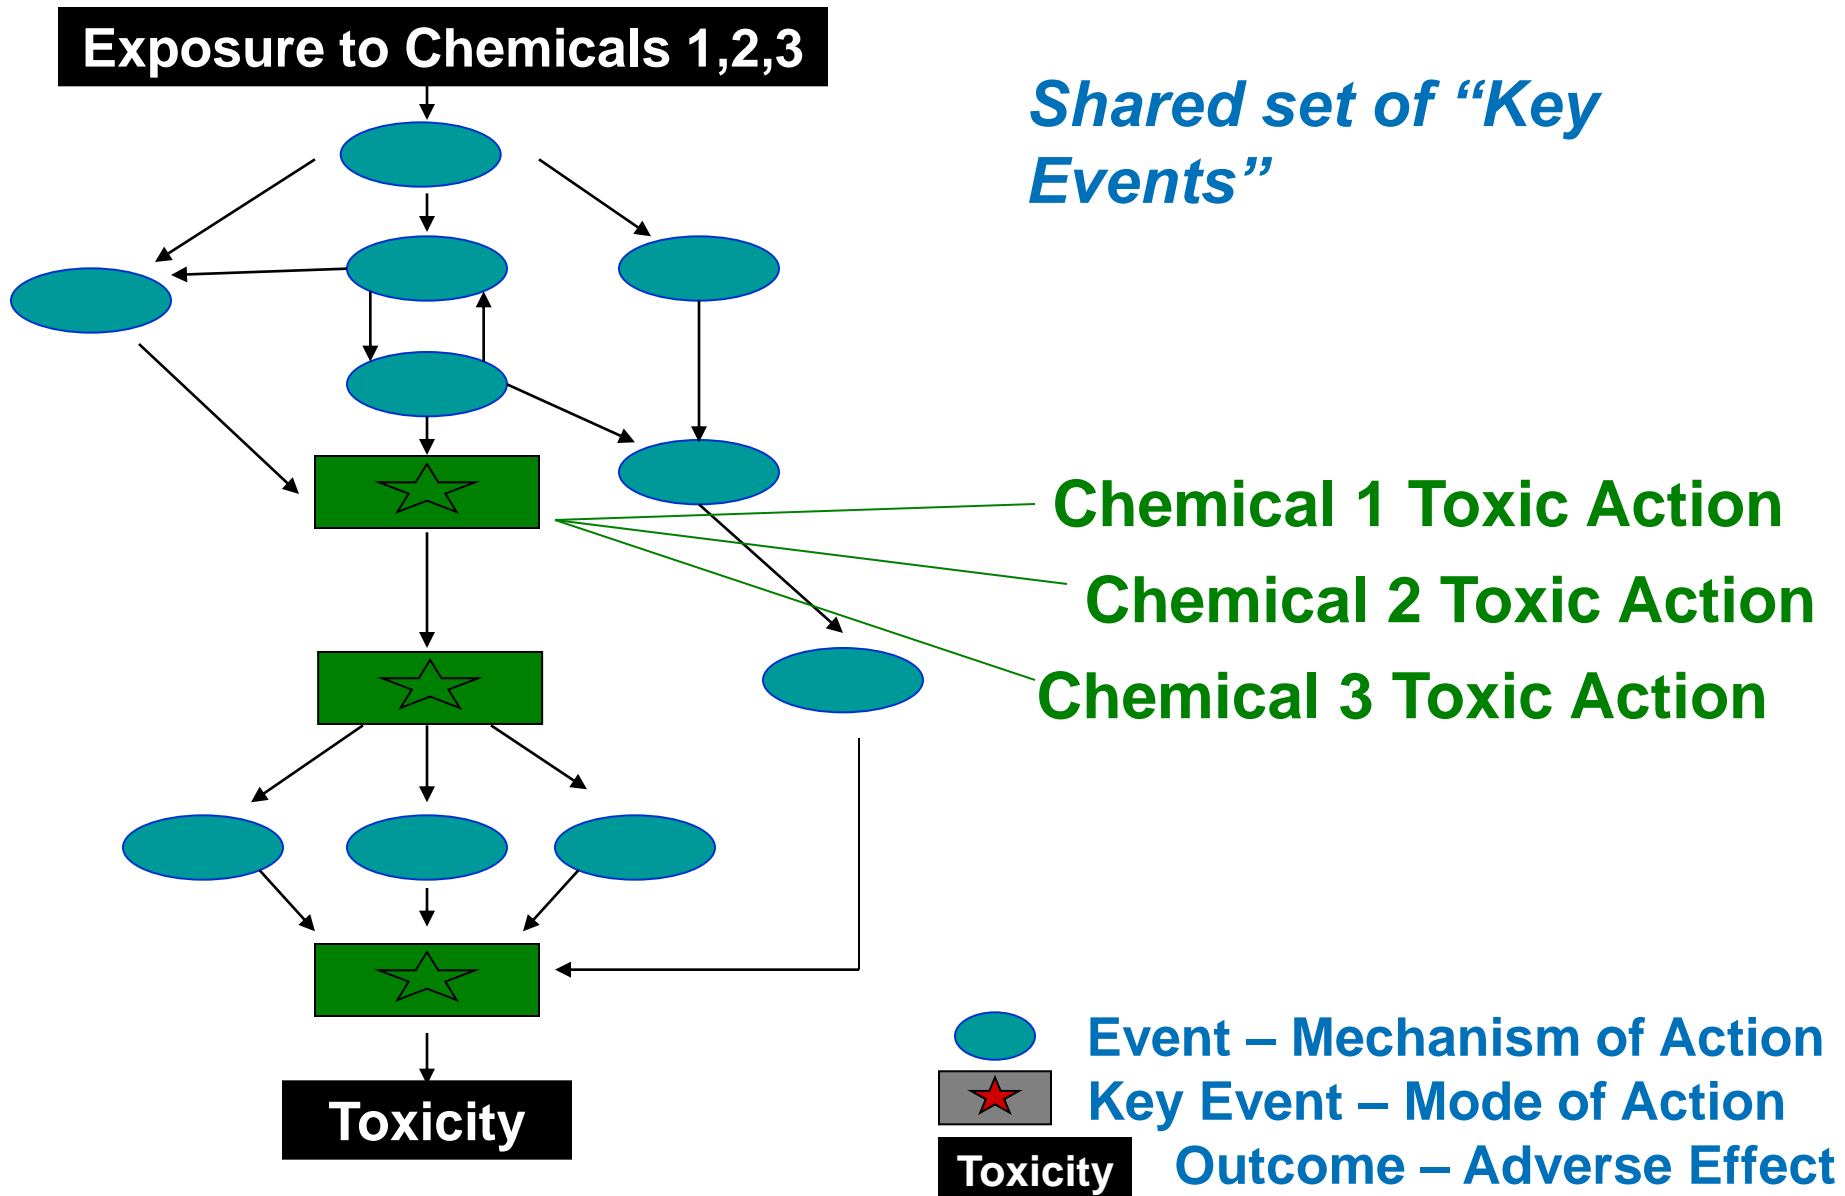 Exposure to Chemicals 1,2,3
Shared set of “Key
Events”
Chemical 1 Toxic Action
Chemical 2 Toxic Action
Chemical 3 Toxic Action
Toxicity
Event – Mechanism of Action
Key Event – Mode of Action
Toxicity Outcome – Adverse Effect